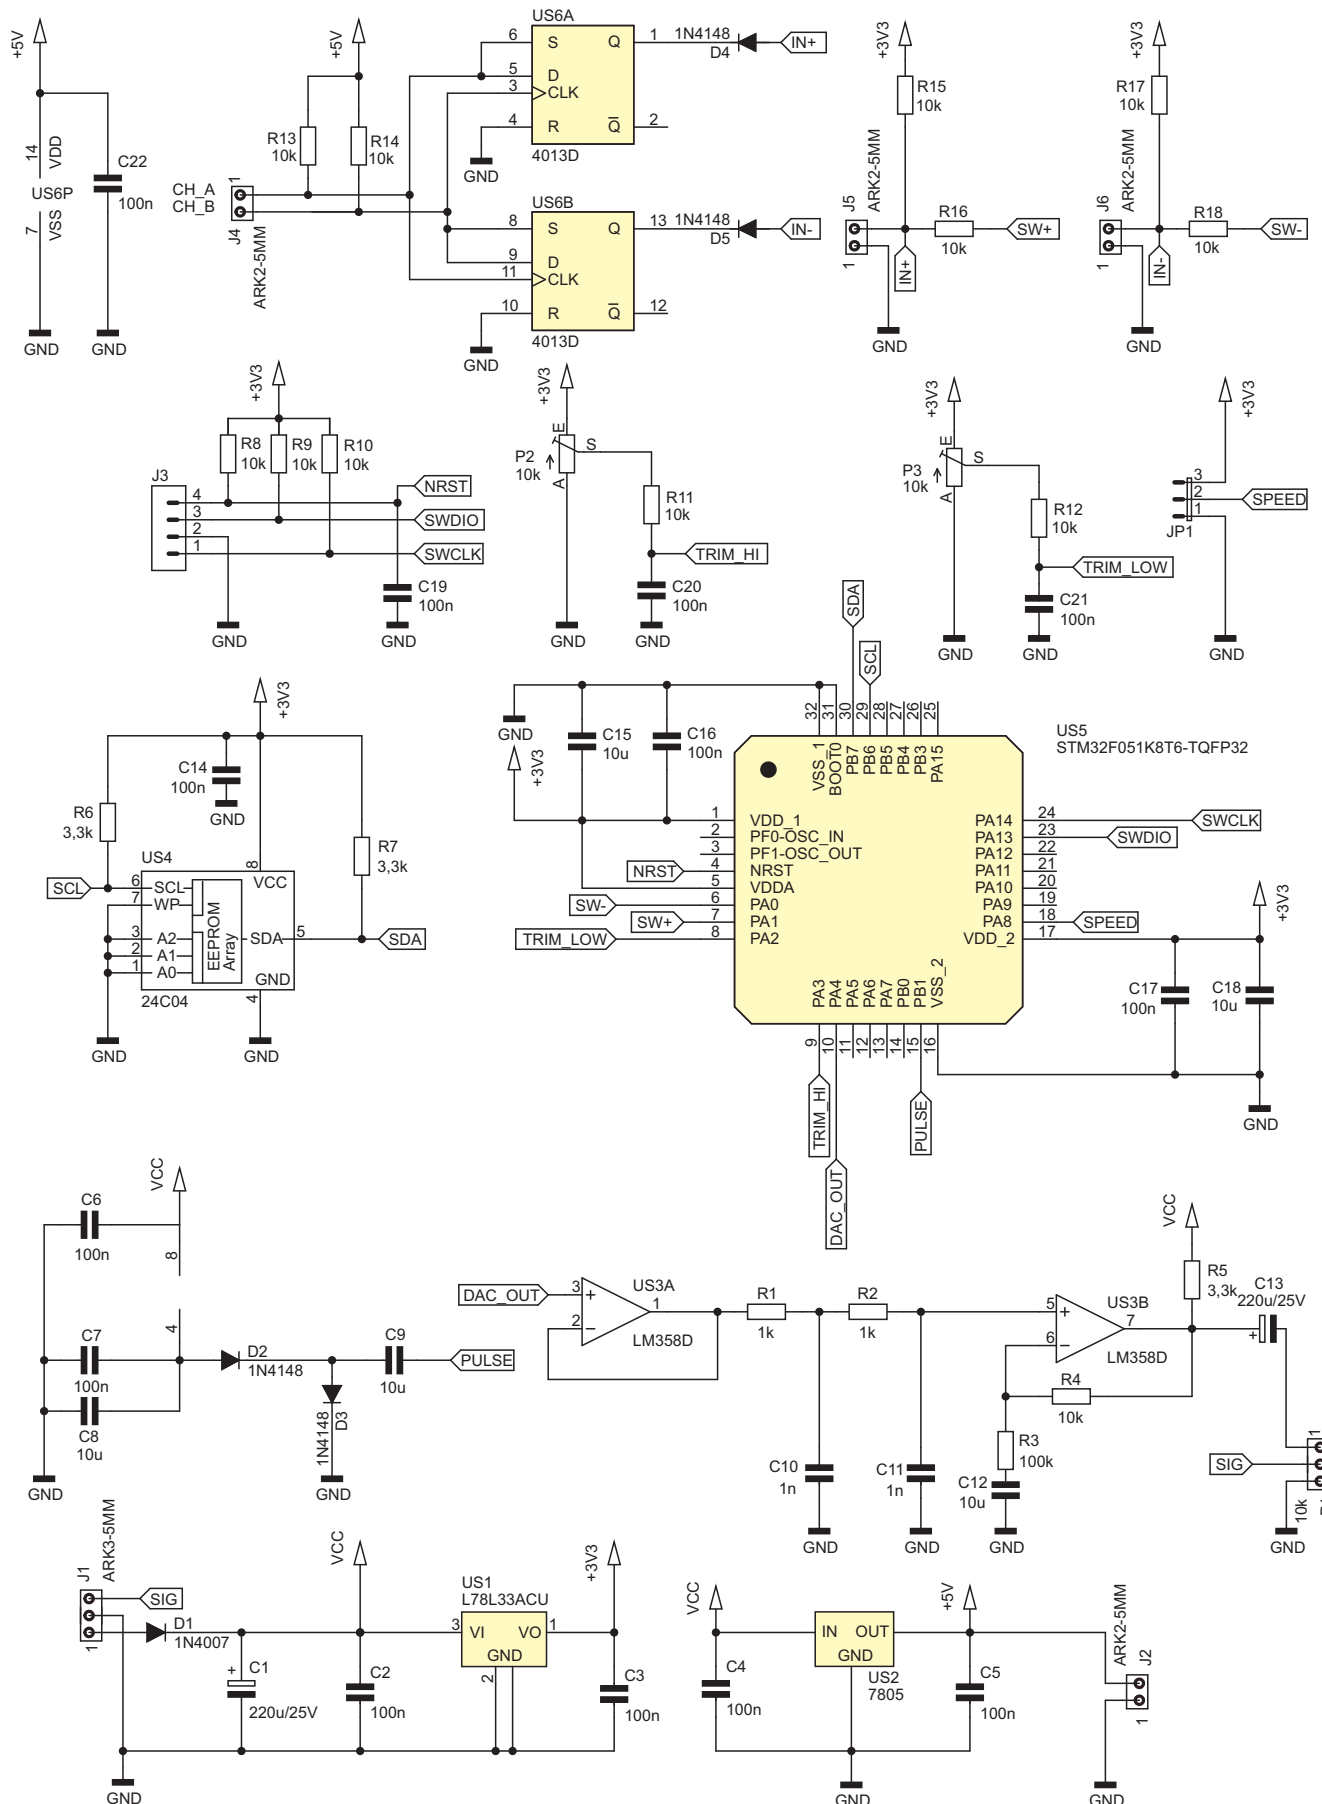 +5V
14
VDD
US6P
7
VSS
C22
100n
GND
GND
+5V
R13
10k
R14
10k
CH_A
CH_B
1
J4
ARK2-5MM
US6A
6
5
3
4
S
D
CLK
R
Q
Q
1
2
4013D
GND
1N4148
D4
IN+
US6B
8
9
11
10
S
D
CLK
R
Q
Q
13
12
4013D
GND
1N4148
D5
IN-
+3V3
R15
10k
ARK2-5MM
J5
1
R16
10k
SW+
IN+
GND
+3V3
R17
10k
ARK2-5MM
J6
1
R18
10k
SW-
IN-
GND
+3V3
R8
10k
R9
10k
R10
10k
J3
4
3
2
1
NRST
SWDIO
SWCLK
C19
100n
GND
GND
+3V3
P2
10k
E
S
A
R11
10k
TRIM_HI
C20
100n
GND
GND
+3V3
P3
10k
E
S
A
R12
10k
TRIM_LOW
C21
100n
GND
GND
+3V3
3
2
1
JP1
SPEED
GND
+3V3
C14
100n
GND
R6
3,3k
R7
3,3k
US4
SCL
6
7
3
2
1
SCL
WP
A2
A1
A0
EEPROM
Array
8
VCC
SDA
5
SDA
GND
4
24C04
GND
GND
SDA
SCL
GND
+3V3
C15
10u
C16
100n
32
31
30
29
28
27
26
25
VSS_1
BOOT0
PB7
PB6
PB5
PB4
PB3
PA15
US5
STM32F051K8T6-TQFP32
1
2
3
4
5
6
7
8
VDD_1
PF0-OSC_IN
PF1-OSC_OUT
NRST
VDDA
PA0
PA1
PA2
NRST
SW-
SW+
TRIM_LOW
PA14
PA13
PA12
PA11
PA10
PA9
PA8
VDD_2
24
23
22
21
20
19
18
17
SWCLK
SWDIO
SPEED
+3V3
PA3
PA4
PA5
PA6
PA7
PB0
PB1
VSS_2
9
10
11
12
13
14
15
16
TRIM_HI
DAC_OUT
PULSE
C17
100n
C18
10u
GND
VCC
C6
100n
8
4
C7
100n
C8
10u
GND
D2
1N4148
1N4148
D3
GND
C9
10u
PULSE
DAC_OUT
3
2
+
−
1
US3A
LM358D
R1
1k
R2
1k
C10
1n
GND
C11
1n
GND
5
6
+
−
7
US3B
LM358D
VCC
R5
3,3k
C13
220u/25V
+
R4
10k
R3
100k
C12
10u
GND
SIG
1
10k
GND
J1
ARK3-5MM
SIG
1
D1
1N4007
GND
+
C1
220u/25V
VCC
C2
100n
US1
L78L33ACU
3
VI
VO
1
GND
2
+3V3
C3
100n
VCC
C4
100n
IN
OUT
GND
US2
7805
GND
+5V
C5
100n
ARK2-5MM
J2
1
GND